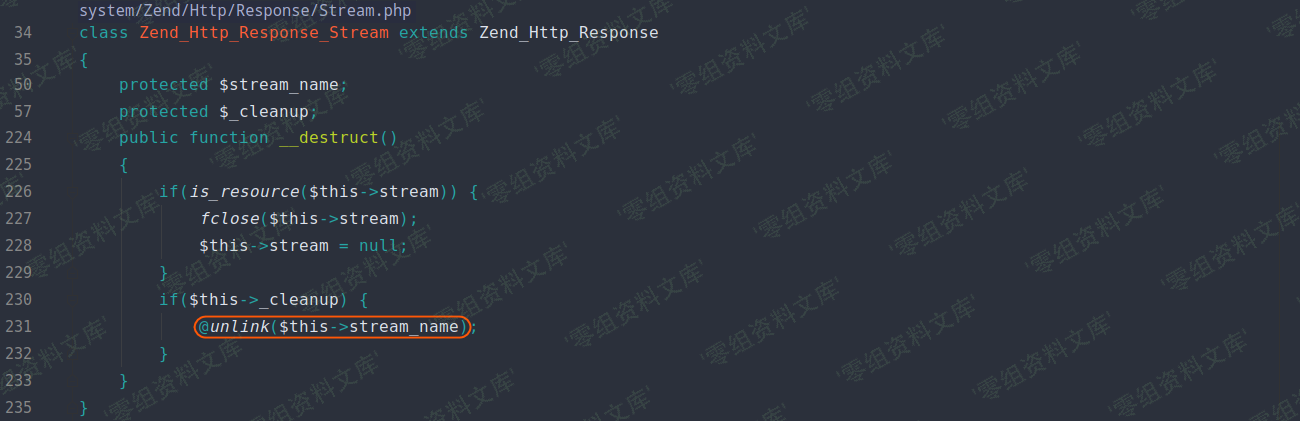 system/Zend/Http/Response/Stream.php
34 class Zend_Http_Response_Stream extends Zend_Http_Response
35 {
50 protected $stream_name;
57 protected $_cleanup;
224 public function __destruct()
225 {
226 if(is_resource($this->stream)) {
227 fclose($this->stream);
228 $this->stream = null;
229 }
230 if($this->_cleanup) {
231 @unlink($this->stream_name);
232 }
233 }
235 }
'零组资料文库'